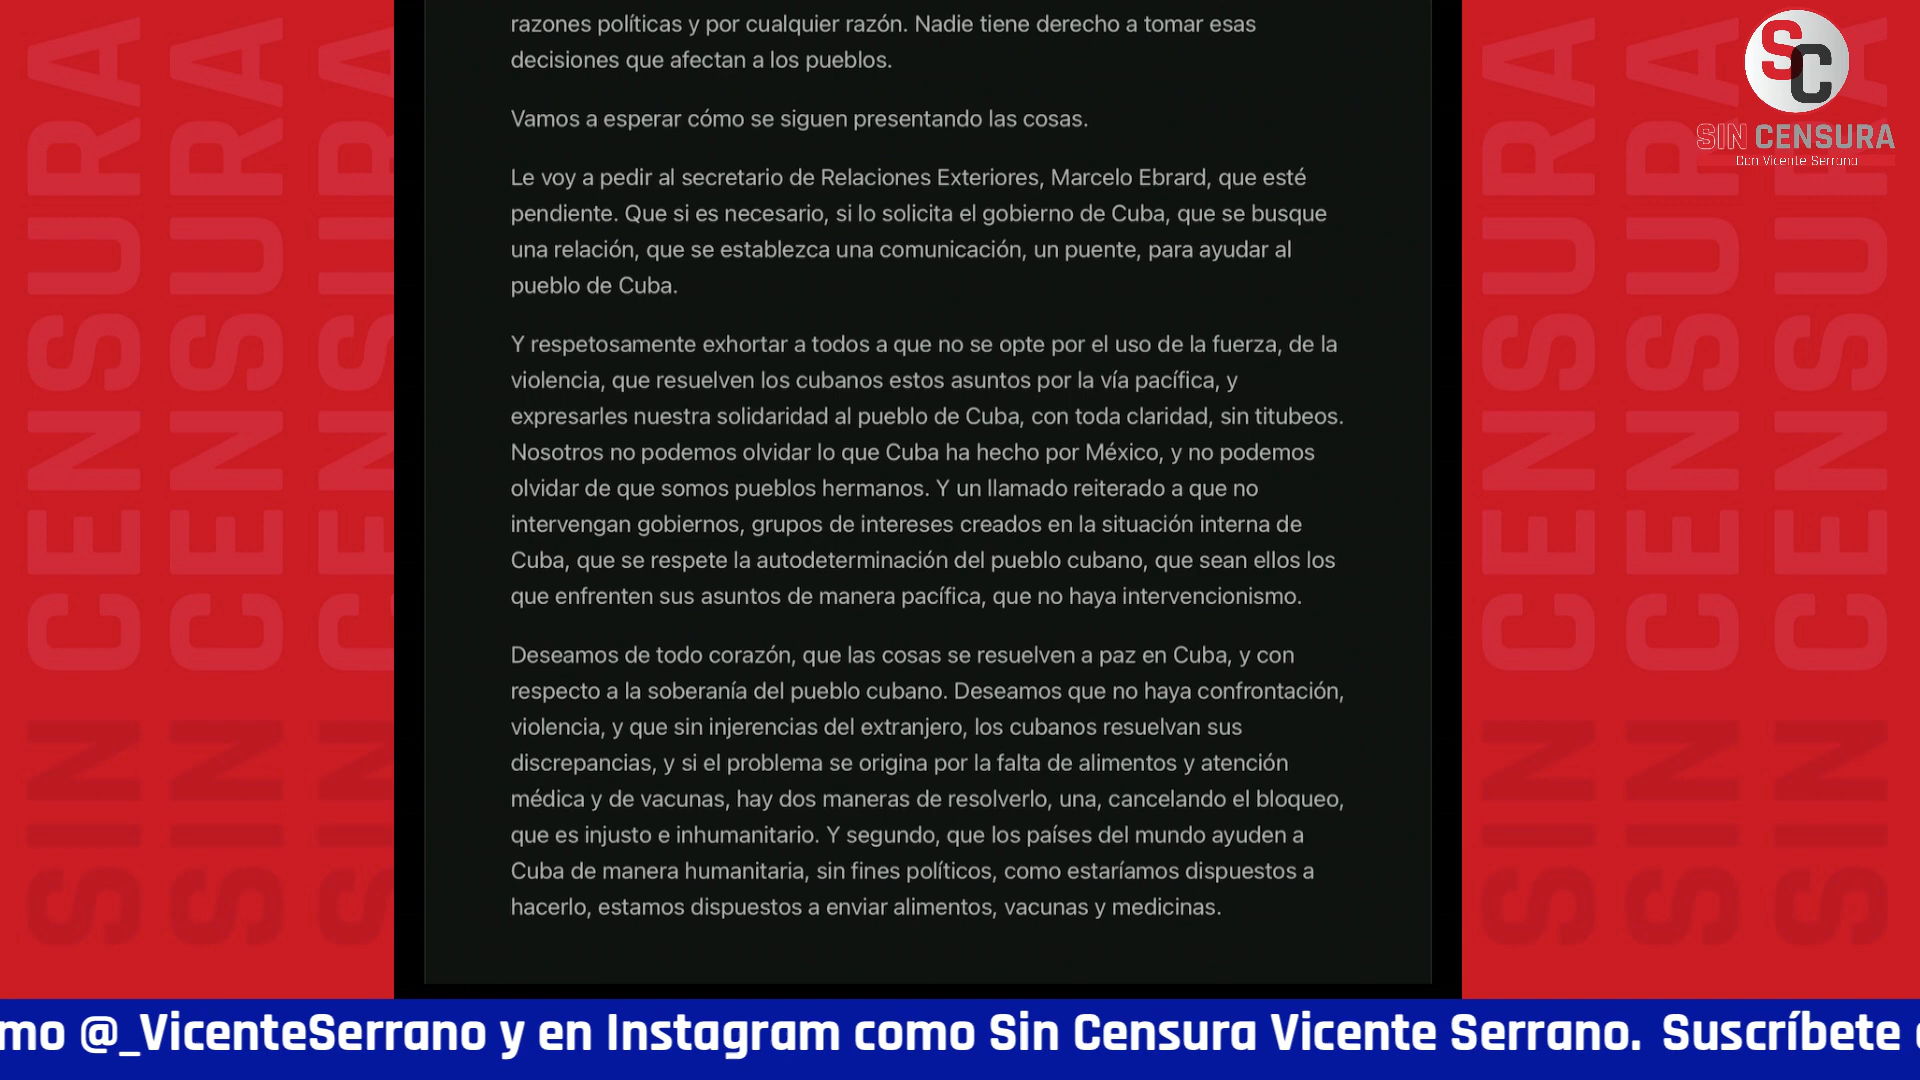 razones políticas y por cualquier razón. Nadie tiene derecho a tomar esas
decisiones que afectan a los pueblos.
Vamos a esperar cómo se siguen presentando las cosas.
Le voy a pedir al secretario de Relaciones Exteriores, Marcelo Ebrard, que esté
pendiente. Que si es necesario, si lo solicita el gobierno de Cuba, que se busque
una relación, que se establezca una comunicación, un puente, para ayudar al
pueblo de Cuba.
Y respetosamente exhortar a todos a que no se opte por el uso de la fuerza, de la
violencia, que resuelven los cubanos estos asuntos por la vía pacífica, y
expresarles nuestra solidaridad al pueblo de Cuba, con toda claridad, sin titubeos.
Nosotros no podemos olvidar lo que Cuba ha hecho por México, y no podemos
olvidar de que somos pueblos hermanos. Y un llamado reiterado a que no
intervengan gobiernos, grupos de intereses creados en la situación interna de
Cuba, que se respete la autodeterminación del pueblo cubano, que sean ellos los
que enfrenten sus asuntos de manera pacífica, que no haya intervencionismo.
Deseamos de todo corazón, que las cosas se resuelven a paz en Cuba, y con
respecto a la soberanía del pueblo cubano. Deseamos que no haya confrontación,
violencia, y que sin injerencias del extranjero, los cubanos resuelvan sus
discrepancias, y si el problema se origina por la falta de alimentos y atención
médica y de vacunas, hay dos maneras de resolverlo, una, cancelando el bloqueo,
que es injusto e inhumanitario. Y segundo, que los países del mundo ayuden a
Cuba de manera humanitaria, sin fines políticos, como estaríamos dispuestos a
hacerlo, estamos dispuestos a enviar alimentos, vacunas y medicinas.
SC
SIN CENSURA
Con Vicente Serrano
SIN CENSURA
SIN CENSURA
SIN CENSURA
SIN CENSURA
SIN CENSURA
SIN CENSURA
mo @_VicenteSerrano y en Instagram como Sin Censura Vicente Serrano. Suscríbete